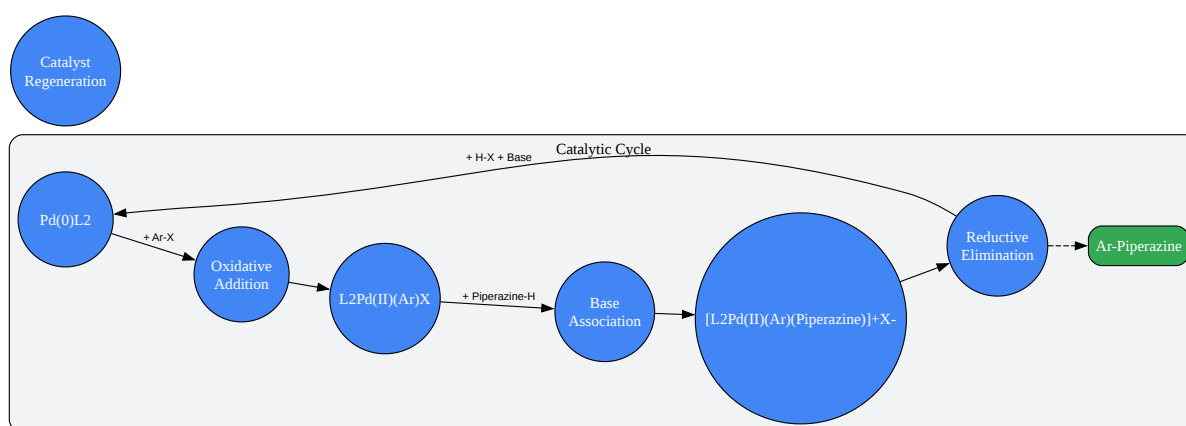 Catalyst
Regeneration
Catalytic Cycle
+ H-X + Base
Pd(0)L2
+ Ar-X
Oxidative
Addition
L2Pd(II)(Ar)X
+ Piperazine-H
Base
Association
[L2Pd(II)(Ar)(Piperazine)]+X-
Reductive
Elimination
Ar-Piperazine